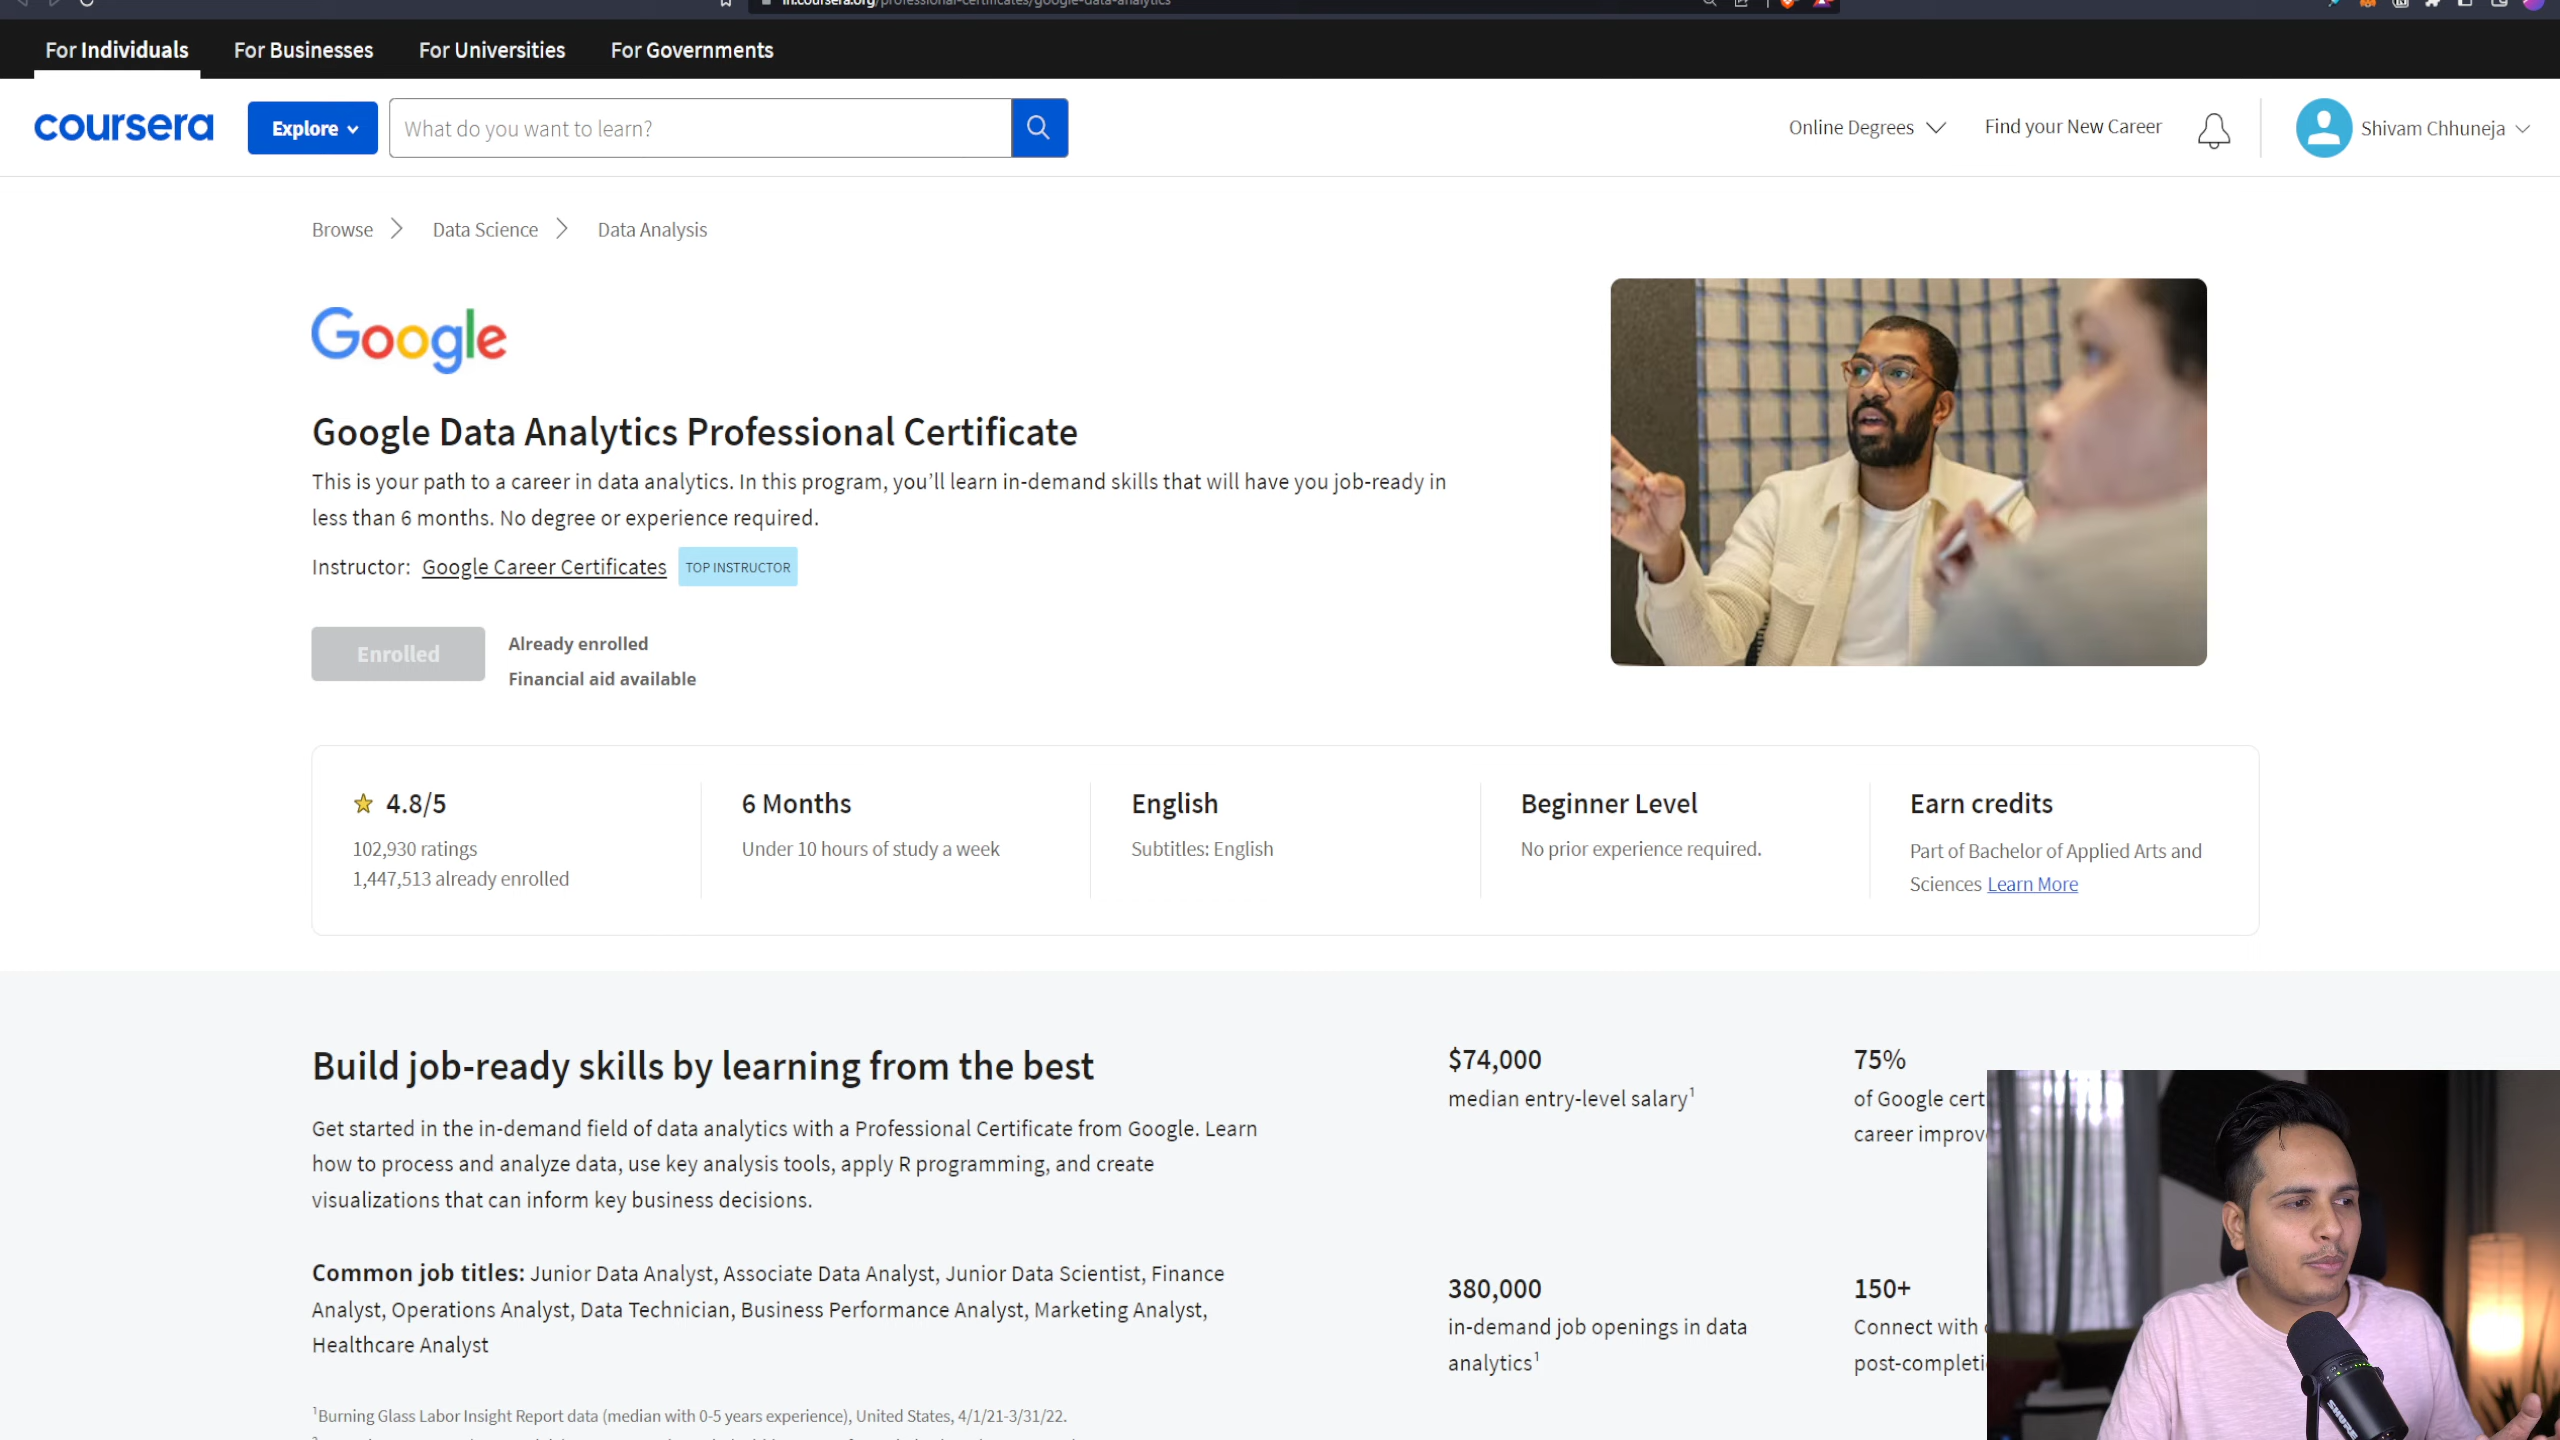 in.coursera.org/professional-certificates/google-data-analytics
For Individuals
For Businesses
For Universities
For Governments
coursera
Explore
What do you want to learn?
Online Degrees
Find your New Career
Shivam Chhuneja
Browse
Data Science
Data Analysis
Google
Google Data Analytics Professional Certificate
This is your path to a career in data analytics. In this program, you’ll learn in-demand skills that will have you job-ready in
less than 6 months. No degree or experience required.
Instructor: Google Career Certificates TOP INSTRUCTOR
Enrolled
Already enrolled
Financial aid available
4.8/5
102,930 ratings
1,447,513 already enrolled
6 Months
Under 10 hours of study a week
English
Subtitles: English
Beginner Level
No prior experience required.
Earn credits
Part of Bachelor of Applied Arts and
Sciences Learn More
Build job-ready skills by learning from the best
Get started in the in-demand field of data analytics with a Professional Certificate from Google. Learn
how to process and analyze data, use key analysis tools, apply R programming, and create
visualizations that can inform key business decisions.
Common job titles: Junior Data Analyst, Associate Data Analyst, Junior Data Scientist, Finance
Analyst, Operations Analyst, Data Technician, Business Performance Analyst, Marketing Analyst,
Healthcare Analyst
1Burning Glass Labor Insight Report data (median with 0-5 years experience), United States, 4/1/21-3/31/22.
$74,000
median entry-level salary1
75%
of Google cert
career improv
380,000
in-demand job openings in data
analytics1
150+
Connect with
post-completi
SHURE